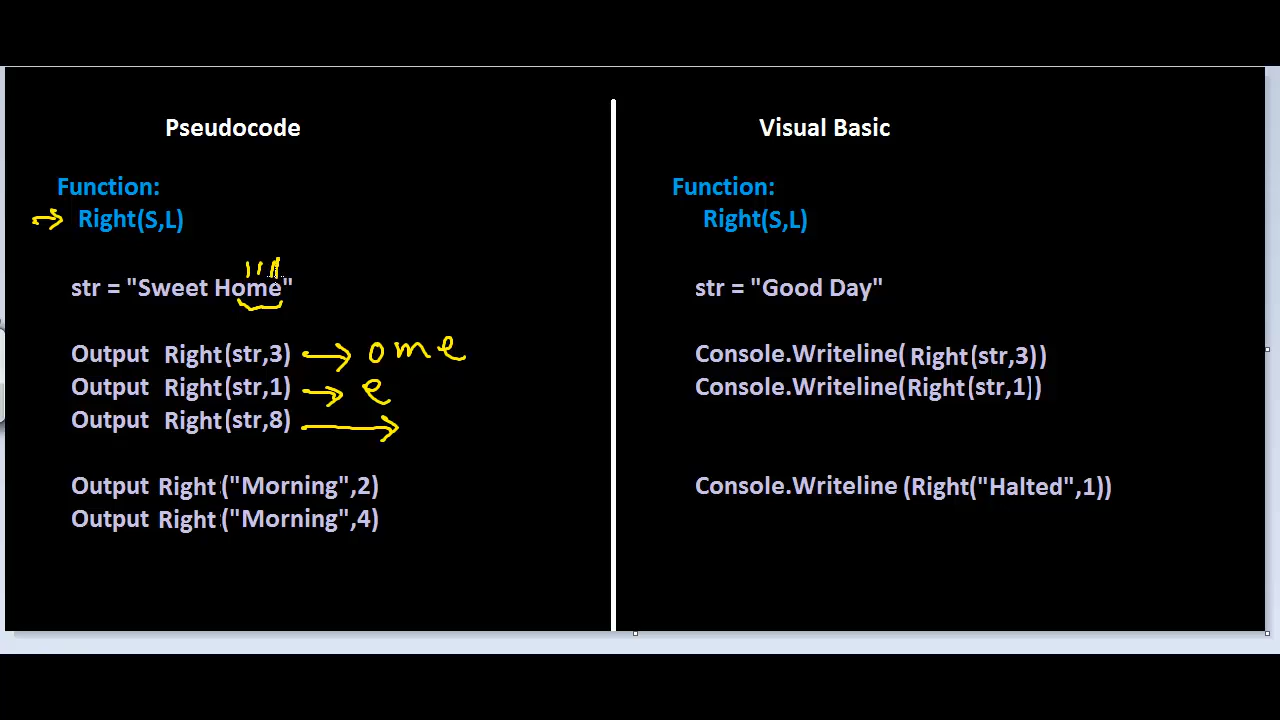 Pseudocode
Function:
Right(S,L)
str = "Sweet Home"
Output Right(str,3) → ome
Output Right(str,1) → e
Output Right(str,8) →
Output Right("Morning",2)
Output Right("Morning",4)
Visual Basic
Function:
Right(S,L)
str = "Good Day"
Console.Writeline( Right(str,3))
Console.Writeline(Right(str,1))
Console.Writeline (Right("Halted",1))